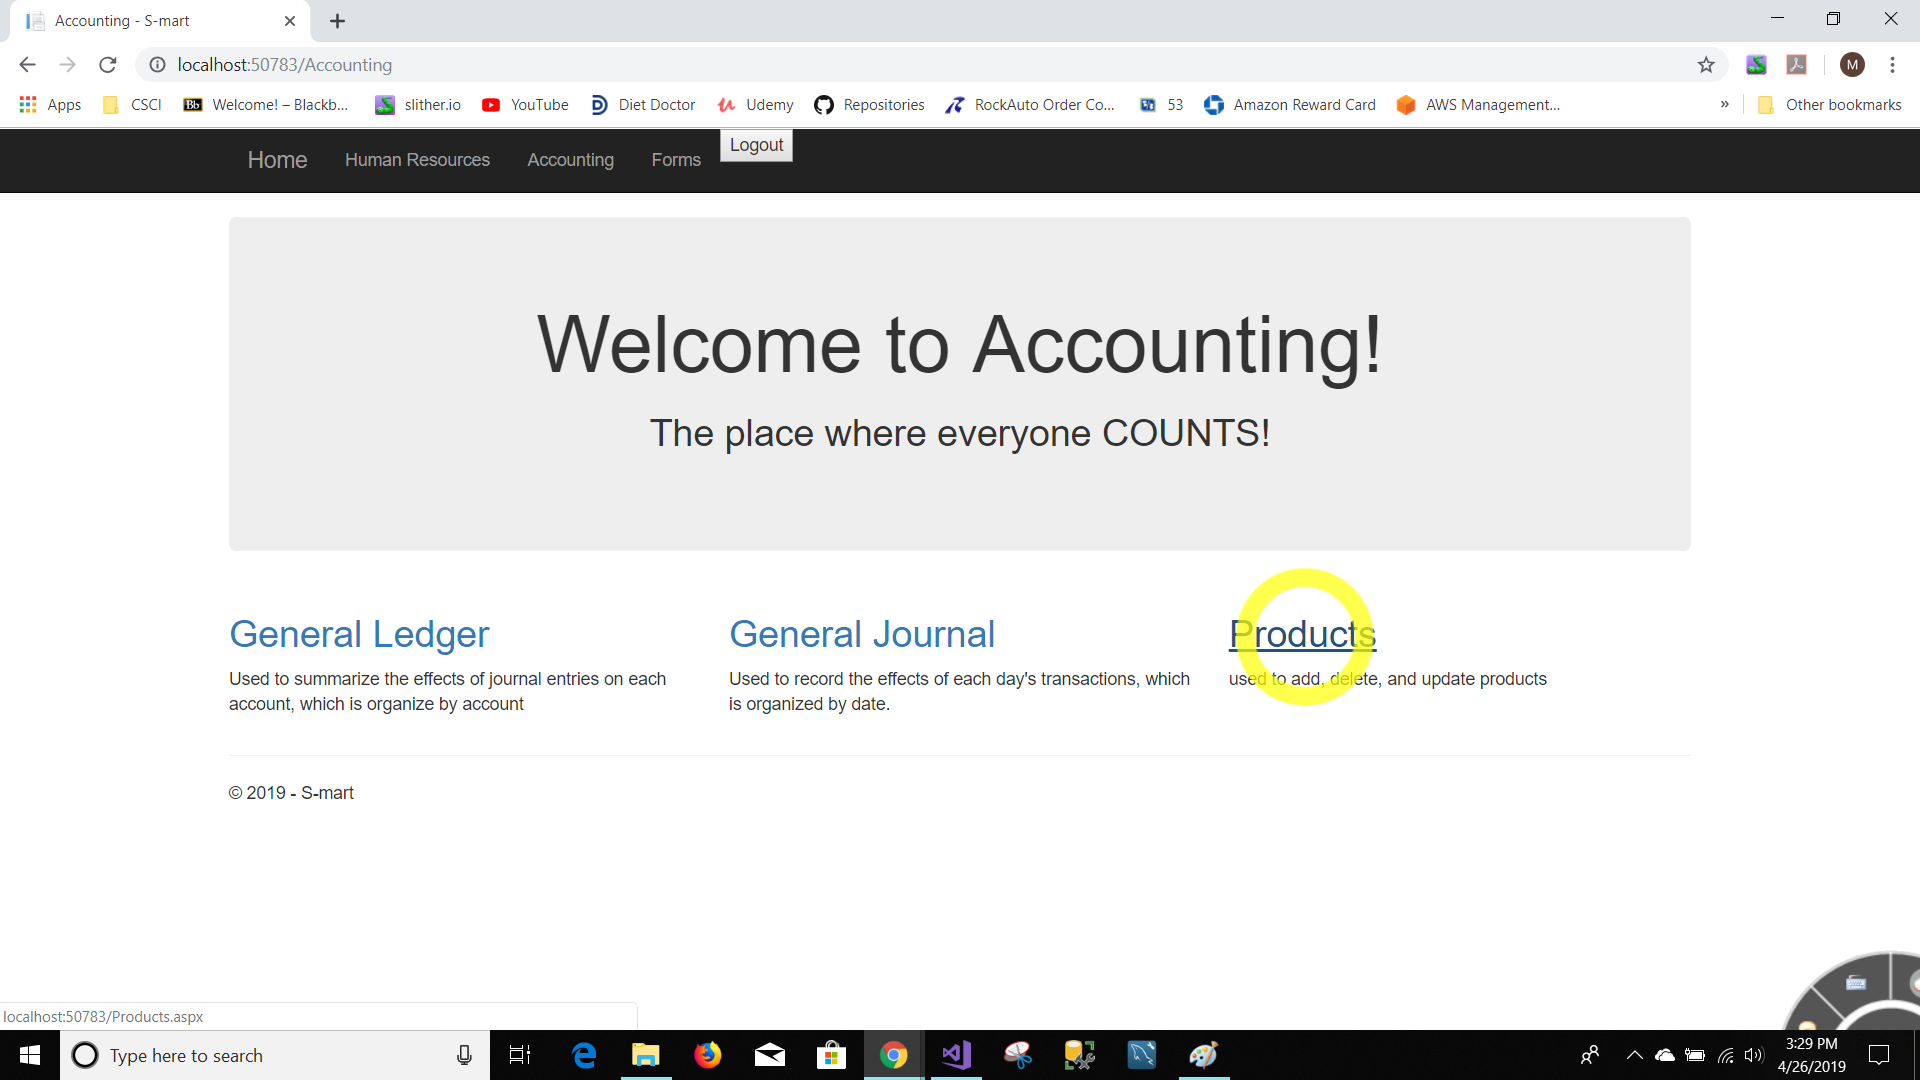 Accounting - S-mart
localhost:50783/Accounting
M
Apps CSCI Bb Welcome! – Blackb... slither.io YouTube Diet Doctor Udemy Repositories RockAuto Order Co... 53 Amazon Reward Card AWS Management... » Other bookmarks
Home Human Resources Accounting Forms Logout
Welcome to Accounting!
The place where everyone COUNTS!
General Ledger
Used to summarize the effects of journal entries on each
account, which is organize by account
General Journal
Used to record the effects of each day's transactions, which
is organized by date.
Products
used to add, delete, and update products
© 2019 - S-mart
localhost:50783/Products.aspx
Type here to search
3:29 PM
4/26/2019